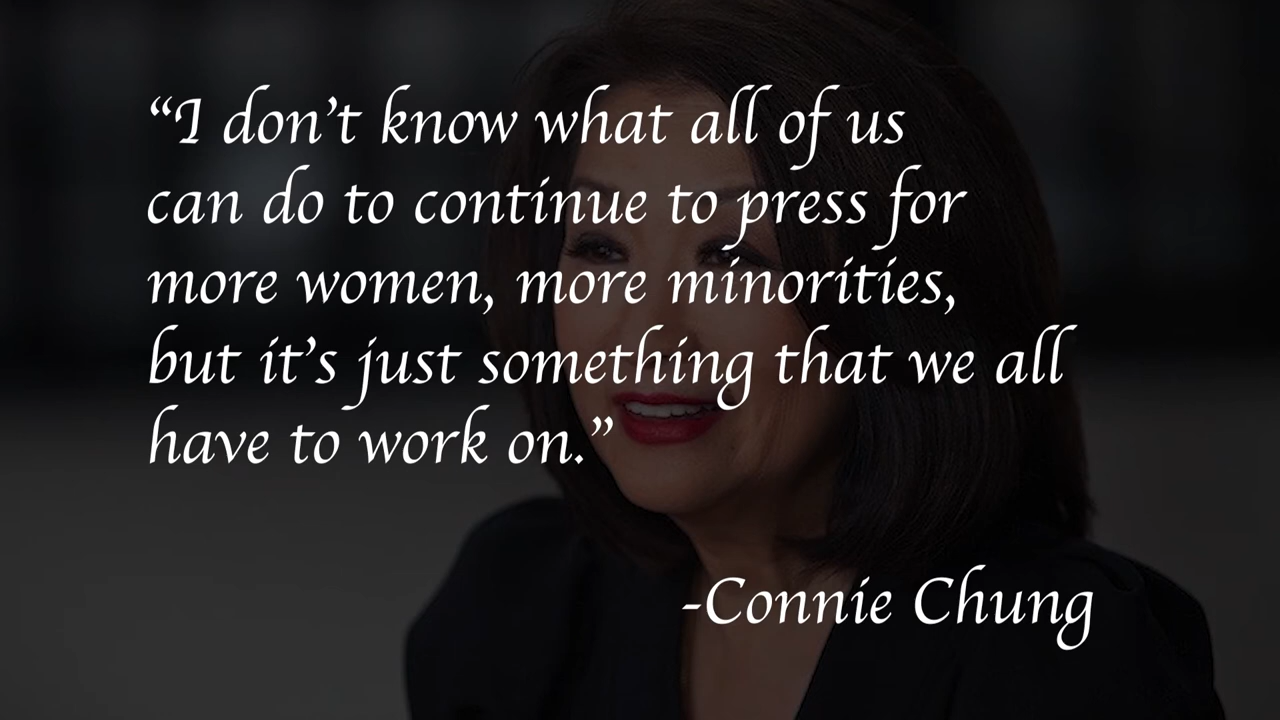 “I don’t know what all of us
can do to continue to press for
more women, more minorities,
but it’s just something that we all
have to work on.”
-Connie Chung